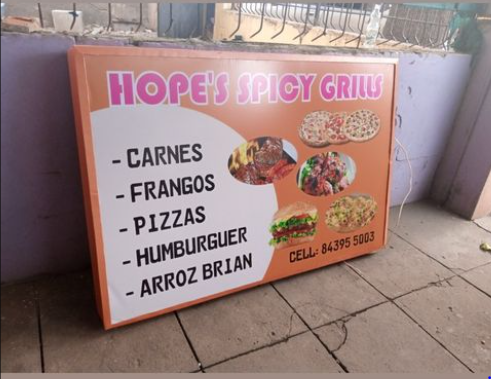 HOPE'S SPICY GRILLS
- CARNES
- FRANGOS
- PIZZAS
- HUMBURGUER
- ARROZ BRIAN
CELL: 84395 5003